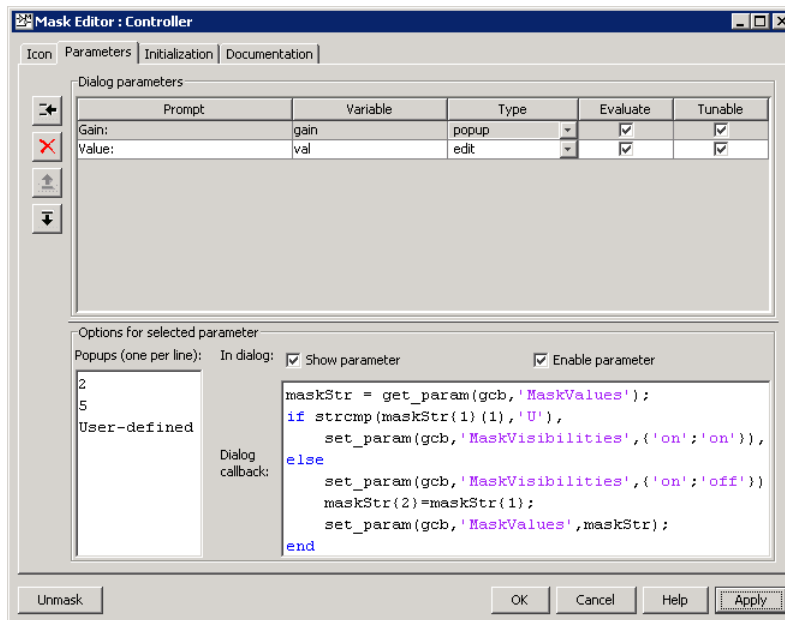 Mask Editor : Controller
Icon Parameters Initialization Documentation
Dialog parameters
Prompt Variable Type Evaluate Tunable
Gain: gain popup
Value: val edit
Options for selected parameter
Popups (one per line): In dialog: Show parameter Enable parameter
2
5
User-defined
Dialog callback:
maskStr = get_param(gcb,'MaskValues');
if strcmp(maskStr{1}(1),'U'),
set_param(gcb,'MaskVisibilities',{'on';'on'}),
else
set_param(gcb,'MaskVisibilities',{'on';'off'})
maskStr{2}=maskStr{1};
set_param(gcb,'MaskValues',maskStr);
end
Unmask OK Cancel Help Apply